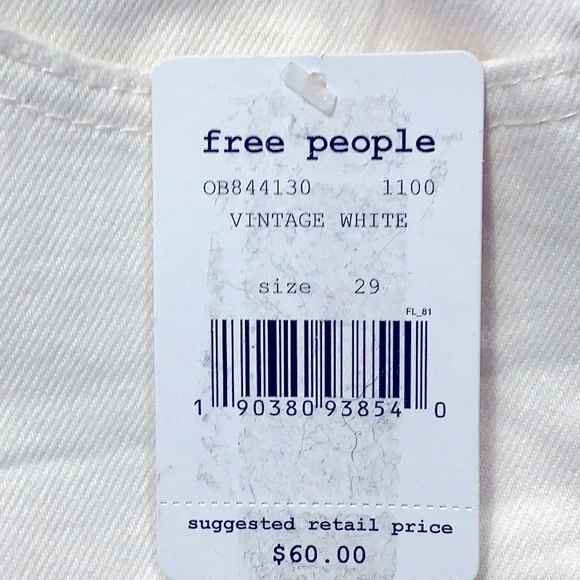 free people
OB844130 1100
VINTAGE WHITE
size 29
FL_81
1 90380 93854 0
suggested retail price
$60.00